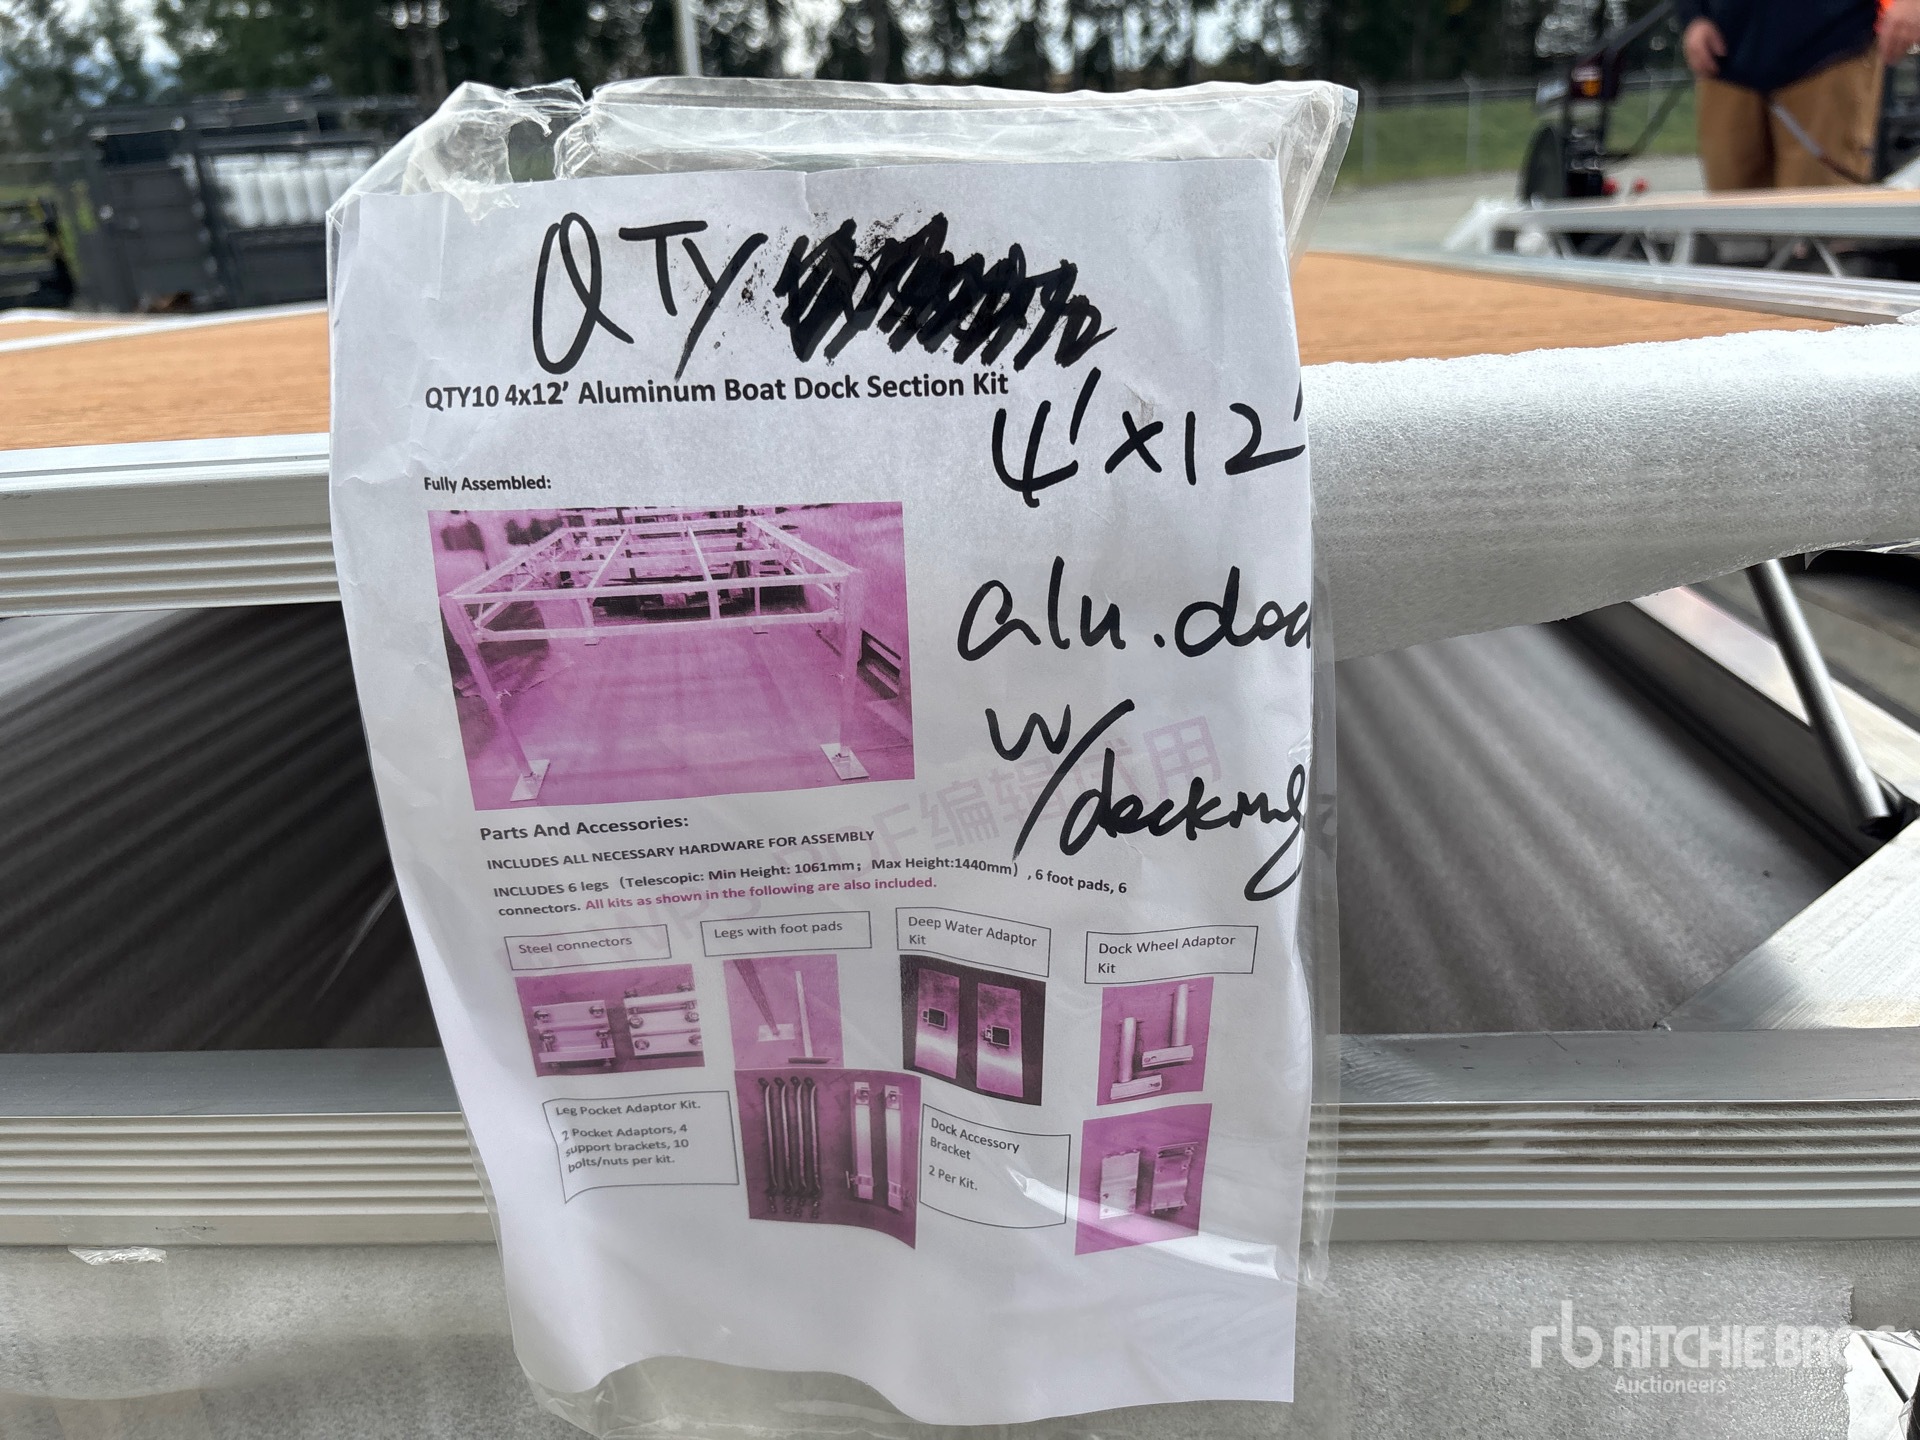 QTY
QTY10 4x12' Aluminum Boat Dock Section Kit
4'x12'
Fully Assembled:
alu.doc
w/decking
Parts And Accessories:
INCLUDES ALL NECESSARY HARDWARE FOR ASSEMBLY
INCLUDES 6 legs (Telescopic: Min Height: 1061mm; Max Height:1440mm) , 6 foot pads, 6
connectors. All kits as shown in the following are also included.
Steel connectors
Legs with foot pads
Deep Water Adaptor
Kit
Dock Wheel Adaptor
Kit
Leg Pocket Adaptor Kit.
2 Pocket Adaptors, 4
support brackets, 10
bolts/nuts per kit.
Dock Accessory
Bracket
2 Per Kit.
编辑试用
rb RITCHIE BROS
Auctioneers